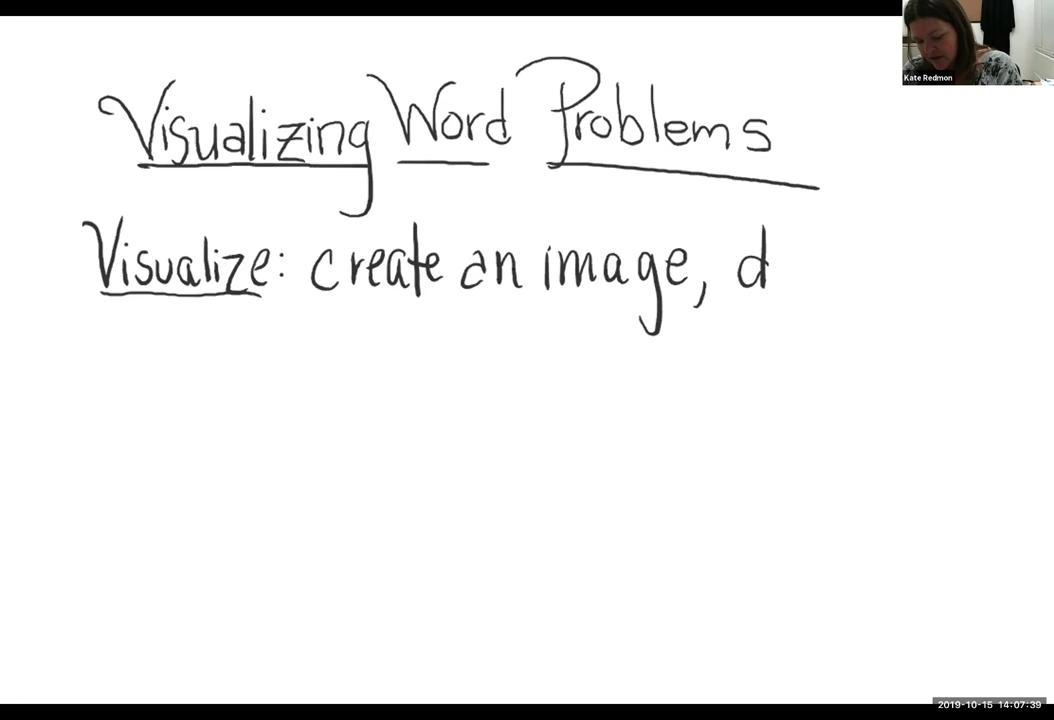 Kate Redmon
Visualizing Word Problems
Visualize: create an image, d
2019-10-15 14:07:39